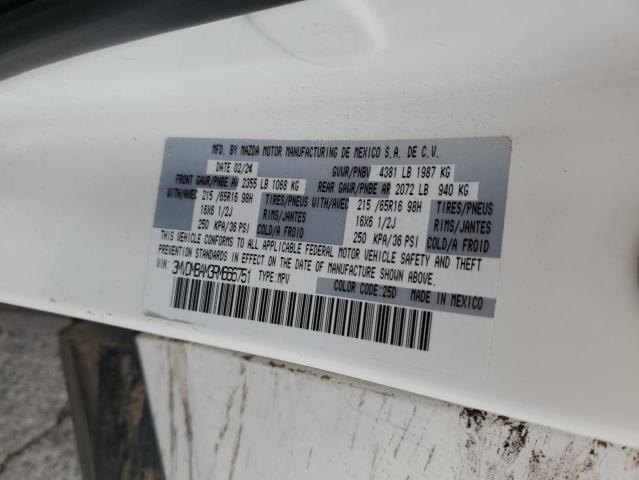 MFD. BY MAZDA MOTOR MANUFACTURING DE MEXICO S.A. DE C.V.
DATE 02/24 GVWR/PNBV 4381 LB 1987 KG
FRONT GAWR/PNBE AV 2355 LB 1068 KG REAR GAWR/PNBE AR 2072 LB 940 KG
WITH/AVEC 215 /65R16 98H TIRES/PNEUS WITH/AVEC 215 /65R16 98H TIRES/PNEUS
16X6 1/2J RIMS/JANTES 16X6 1/2J RIMS/JANTES
250 KPA/36 PSI COLD/A FROID 250 KPA/36 PSI COLD/A FROID
THIS VEHICLE CONFORMS TO ALL APPLICABLE FEDERAL MOTOR VEHICLE SAFETY AND THEFT
PREVENTION STANDARDS IN EFFECT ON THE DATE OF MANUFACTURE SHOWN ABOVE.
VIN: 3MVDMBAM3RM666751 TYPE:MPV
COLOR CODE:25D MADE IN MEXICO